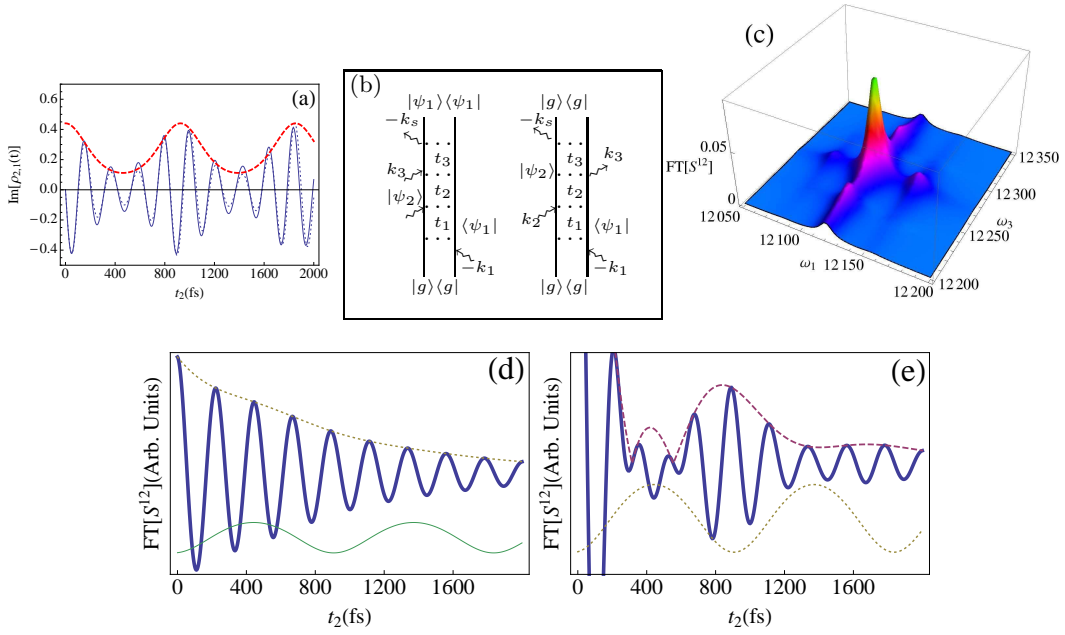 (a)
Im[ρ2,1(0)]
0.6
0.4
0.2
0.0
−0.2
−0.4
0 400 800 1200 1600 2000
t2(fs)
(b)
|ψ1⟩⟨ψ1| |g⟩⟨g|
−ks −ks
t3 t3
k3 |ψ2⟩ k3
|ψ2⟩ t2 t2
t1 ⟨ψ1| k2 t1 ⟨ψ1|
−k1 −k1
|g⟩⟨g| |g⟩⟨g|
(c)
FT[S12]
0.05
0
12 050
12 100
12 150
12 200
ω1
12 350
12 300
12 250
12 200
ω3
(d)
FT[S12](Arb. Units)
0 400 800 1200 1600
t2(fs)
(e)
FT[S12](Arb. Units)
0 400 800 1200 1600
t2(fs)